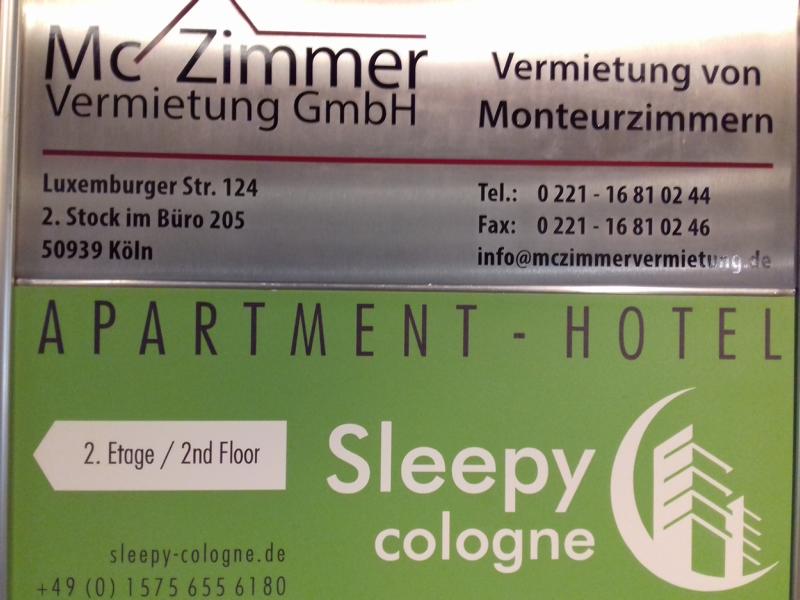 Mc Zimmer
Vermietung GmbH
Vermietung von
Monteurzimmern
Luxemburger Str. 124
2. Stock im Büro 205
50939 Köln
Tel.: 0 221 - 16 81 02 44
Fax: 0 221 - 16 81 02 46
info@mczimmervermietung.de
APARTMENT - HOTEL
2. Etage / 2nd Floor
Sleepy
cologne
sleepy-cologne.de
+49 (0) 1575 655 6180